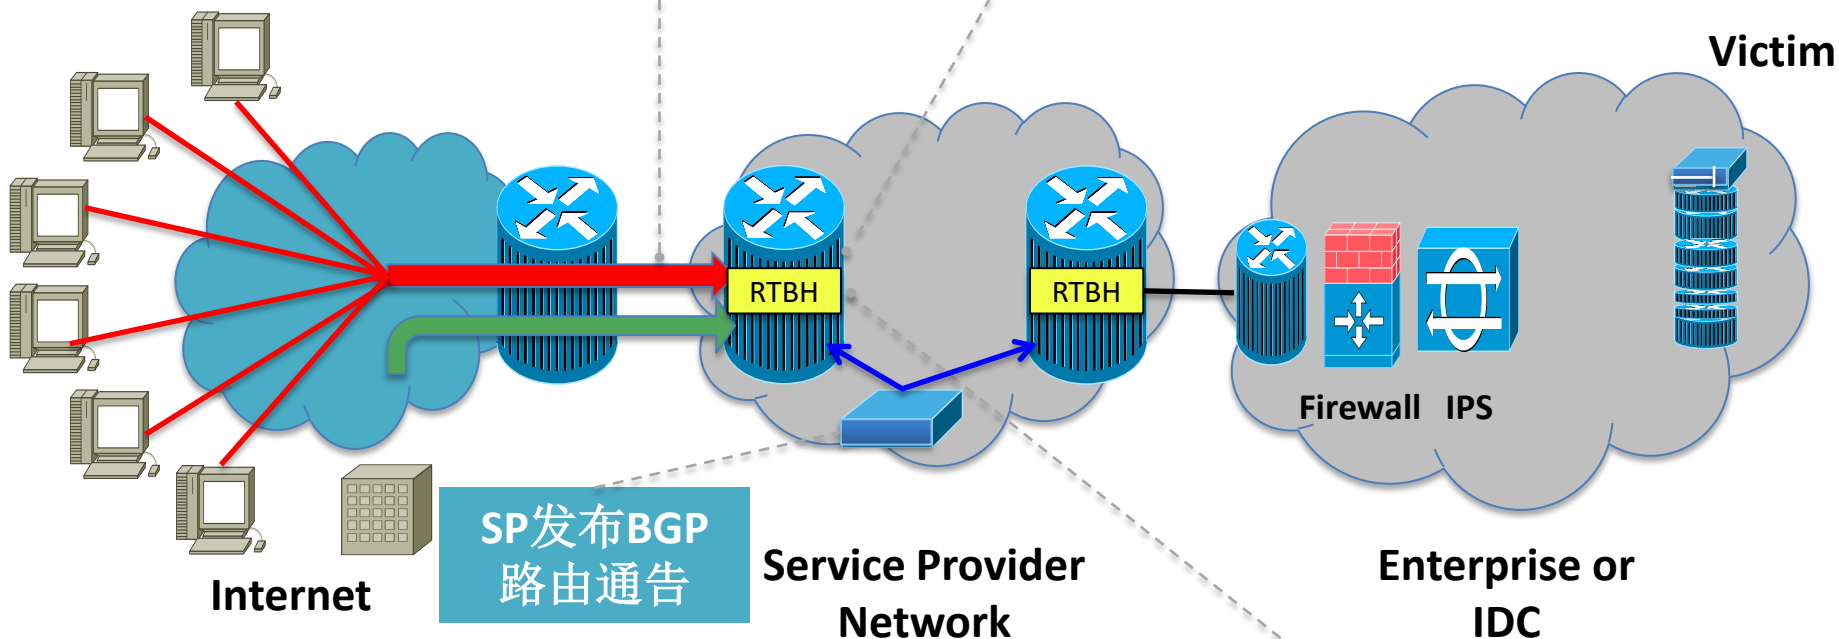 Victim
RTBH
RTBH
Firewall
IPS
SP发布BGP
路由通告
Internet
Service Provider
Network
Enterprise or
IDC